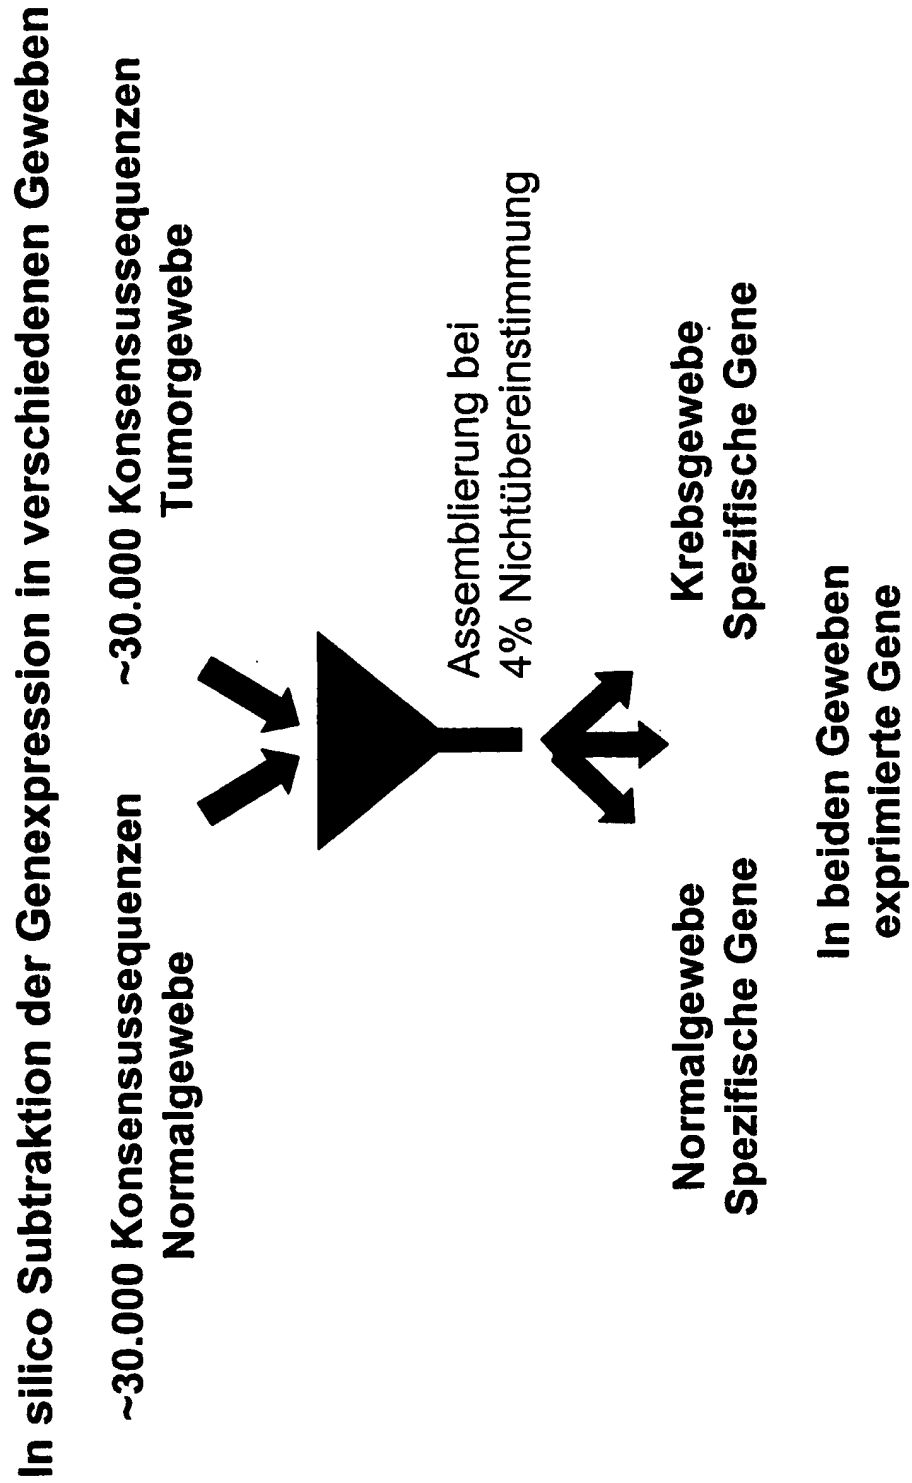 In silico Subtraktion der Genexpression in verschiedenen Geweben
~30.000 Konsensussequenzen
Normalgewebe
~30.000 Konsensussequenzen
Tumorgewebe
Assemblierung bei
4% Nichtübereinstimmung
Normalgewebe
Spezifische Gene
Krebsgewebe
Spezifische Gene
In beiden Geweben
exprimierte Gene